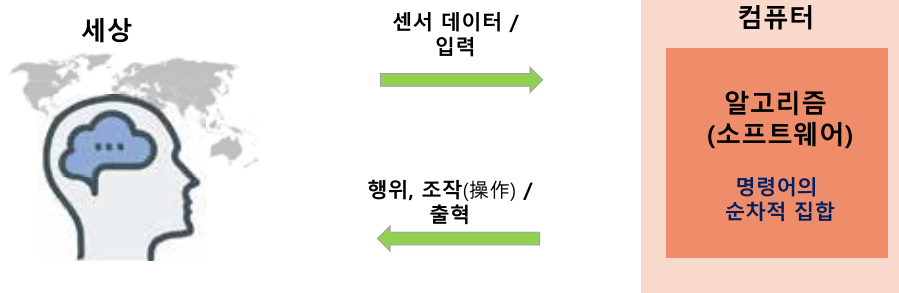 세상
센서 데이터 /
입력
행위, 조작(操作) /
출혁
컴퓨터
알고리즘
(소프트웨어)
명령어의
순차적 집합
...